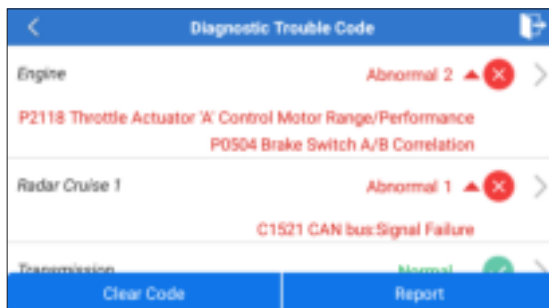 Diagnostic Trouble Code
Engine Abnormal 2
P2118 Throttle Actuator 'A' Control Motor Range/Performance
P0504 Brake Switch A/B Correlation
Radar Cruise 1 Abnormal 1
C1521 CAN bus:Signal Failure
Transmission Normal
Clear Code Report